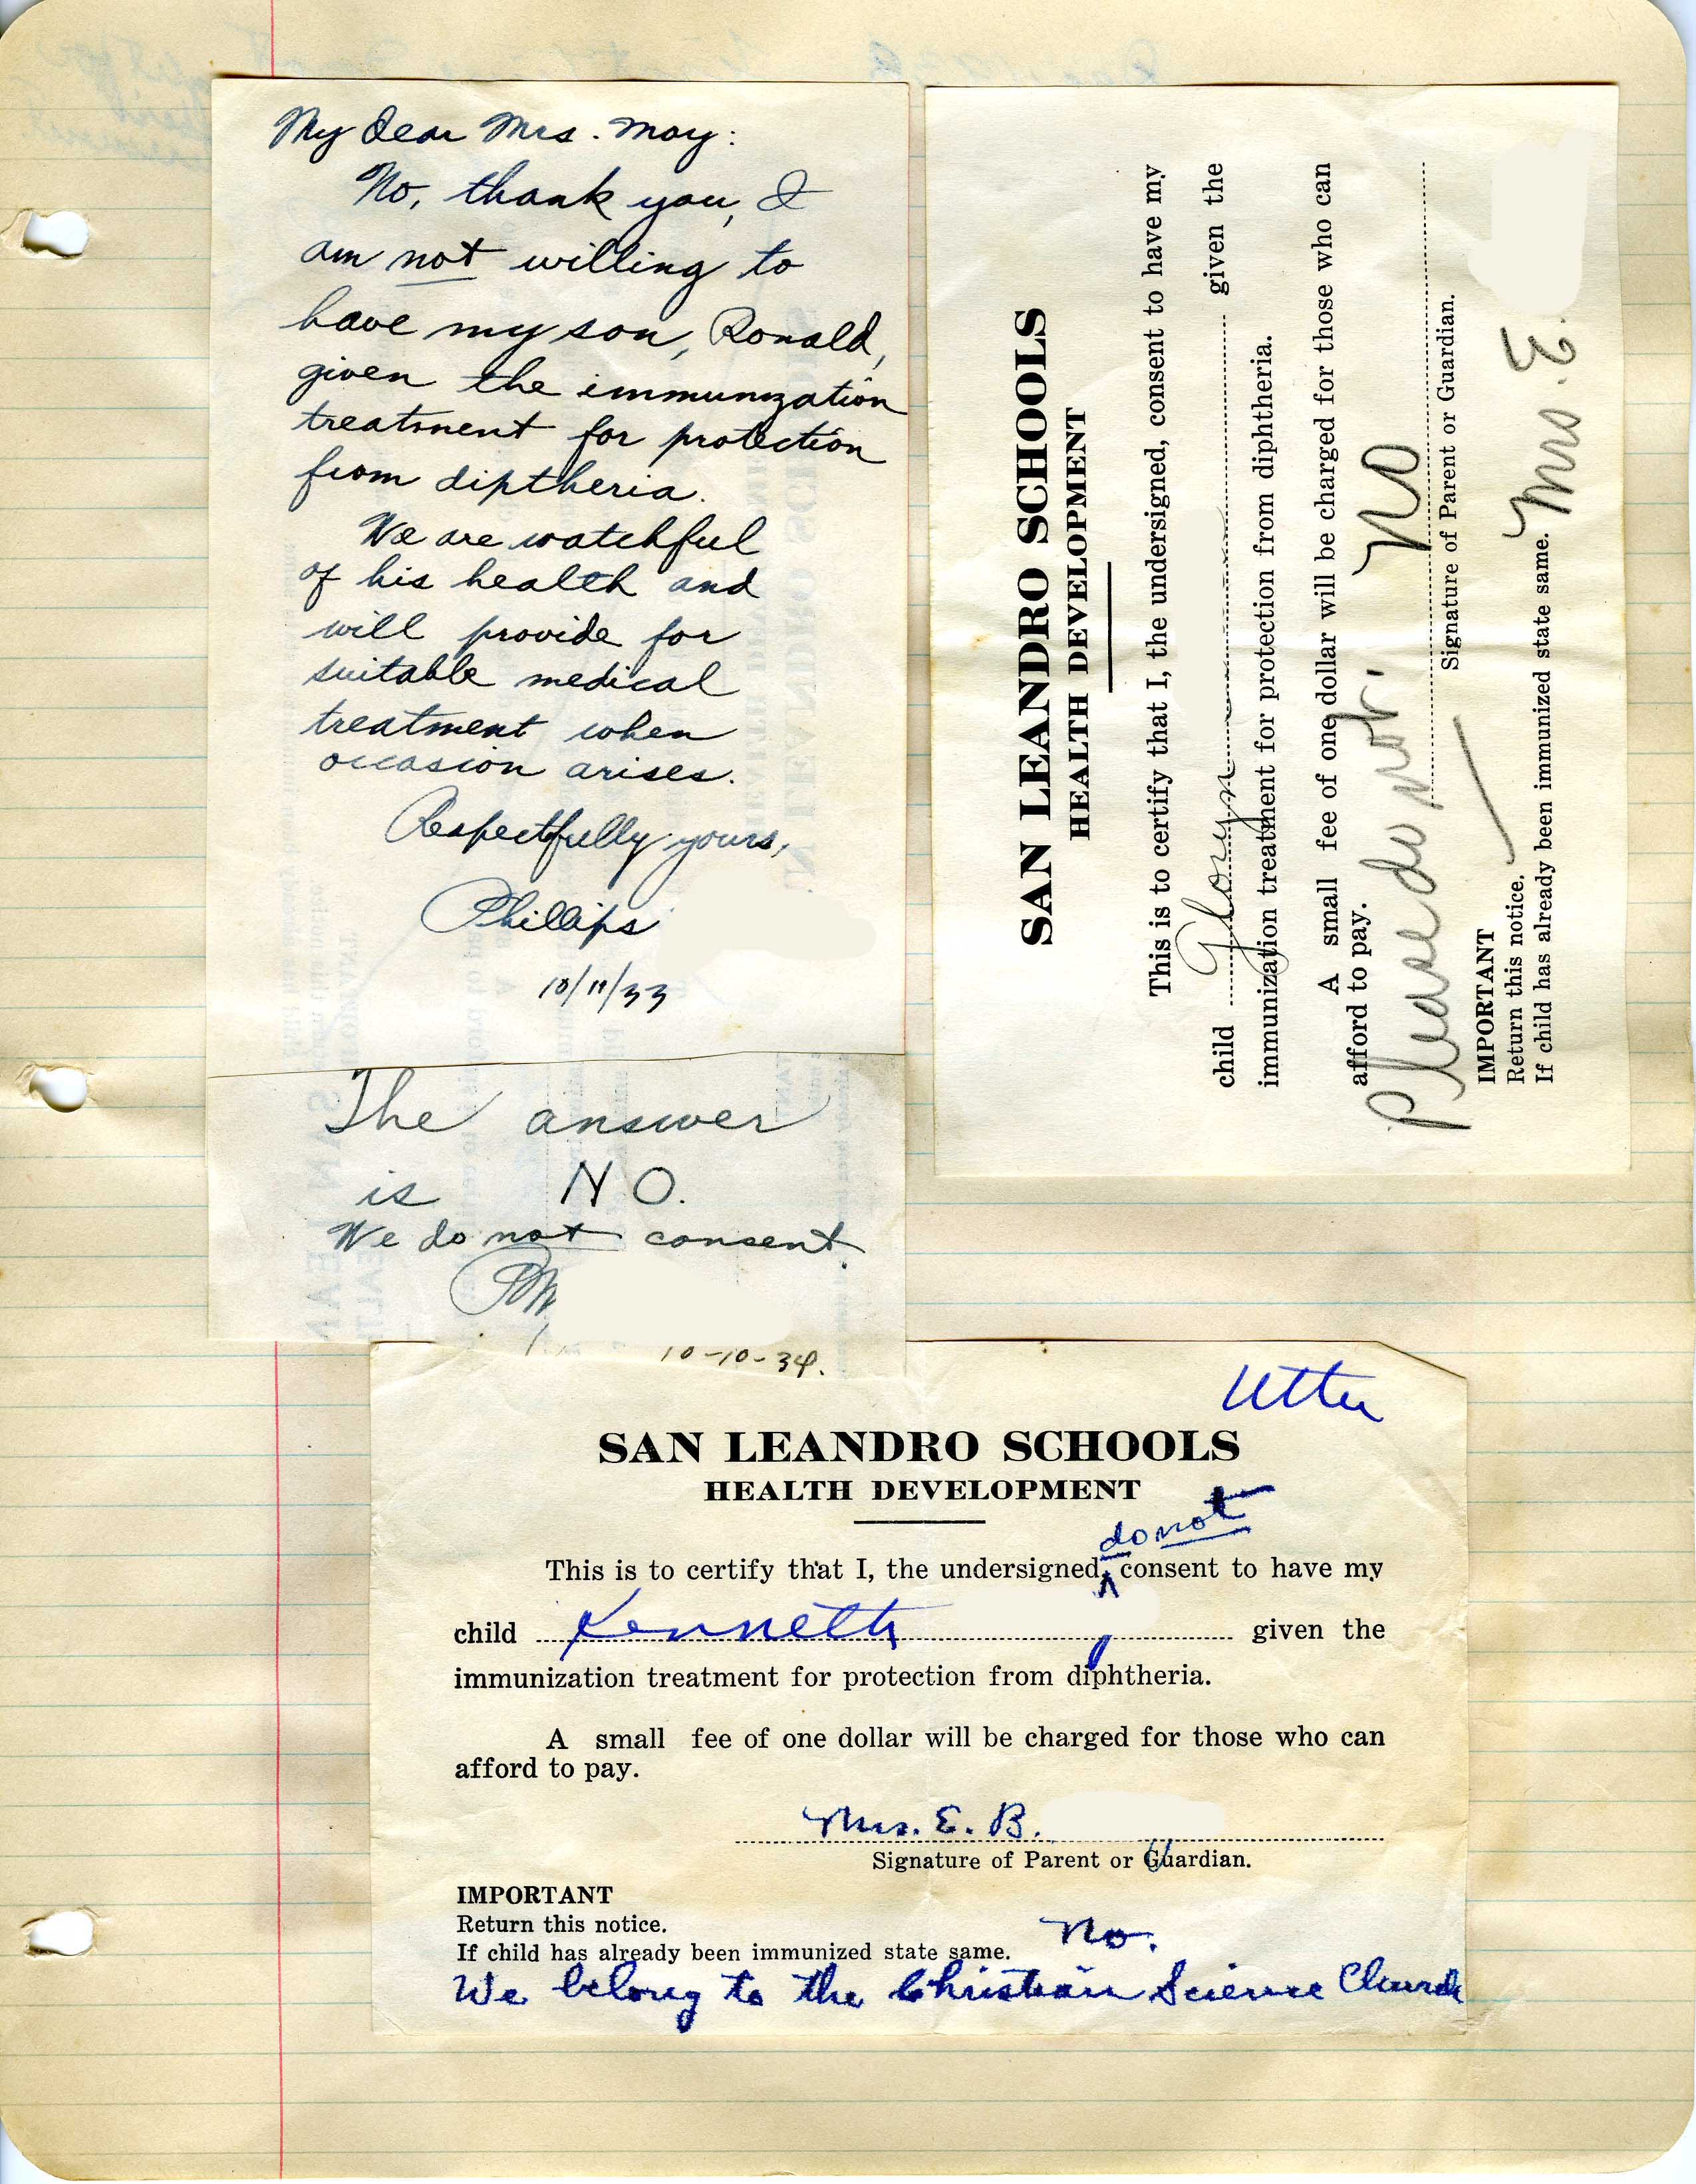 My dear Mrs. May:
No, thank you, I
am not willing to
have my son, Ronald,
given the immunization
treatment for protection
from diptheria.
We are watchful
of his health and
will provide for
suitable medical
treatment when
occasion arises.
Respectfully yours,
Phillips
10/11/33
The answer
is NO.
We do not consent.
10-10-34.
SAN LEANDRO SCHOOLS
HEALTH DEVELOPMENT
This is to certify that I, the undersigned, consent to have my
child Gloryn given the
immunization treatment for protection from diphtheria.
A small fee of one dollar will be charged for those who can
afford to pay.
Please do not. NO
Signature of Parent or Guardian.
IMPORTANT
Return this notice.
If child has already been immunized state same. Mrs
Utter
SAN LEANDRO SCHOOLS
HEALTH DEVELOPMENT
do not
This is to certify that I, the undersigned, consent to have my
child Kenneth given the
immunization treatment for protection from diphtheria.
A small fee of one dollar will be charged for those who can
afford to pay.
Mrs. E. B.
Signature of Parent or Guardian.
IMPORTANT
Return this notice.
If child has already been immunized state same. No.
We belong to the Christian Science Church